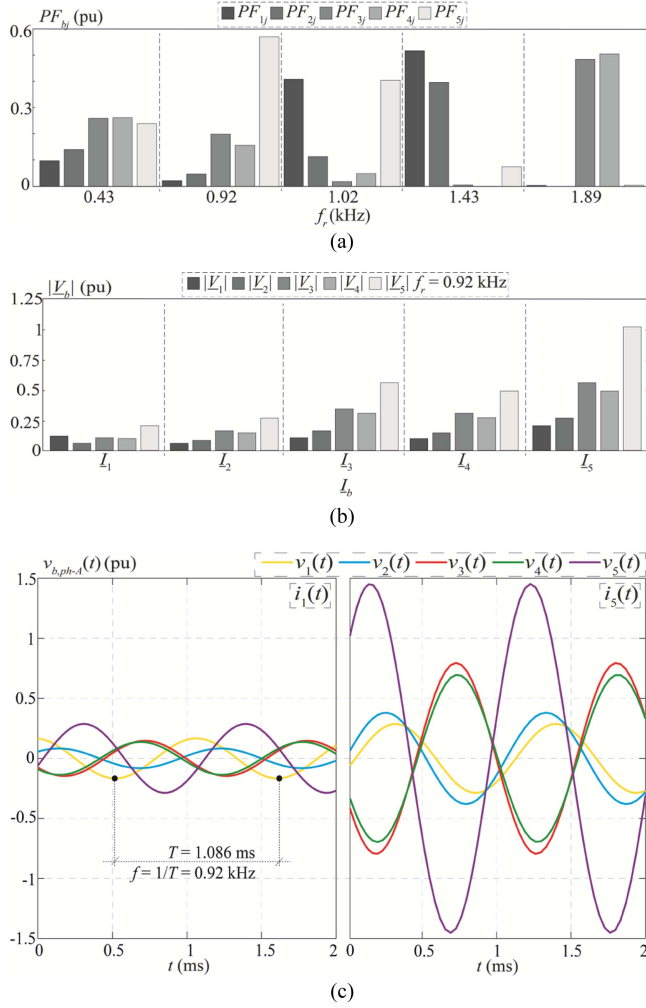 PF_bj (pu) PF_1j PF_2j PF_3j PF_4j PF_5j
0.6
0.3
0
0.43 0.92 1.02 1.43 1.89
f_r (kHz)
(a)
|V_b| (pu) |V_1| |V_2| |V_3| |V_4| |V_5| f_r = 0.92 kHz
1.25
1
0.75
0.5
0.25
0
I_1 I_2 I_3 I_4 I_5
I_b
(b)
v_b,ph-A(t) (pu) v_1(t) v_2(t) v_3(t) v_4(t) v_5(t)
1.5
i_1(t) i_5(t)
1
0.5
0
-0.5
T = 1.086 ms
f = 1/T = 0.92 kHz
-1
-1.5
0 0.5 1 1.5 2 0 0.5 1 1.5 2
t (ms) t (ms)
(c)